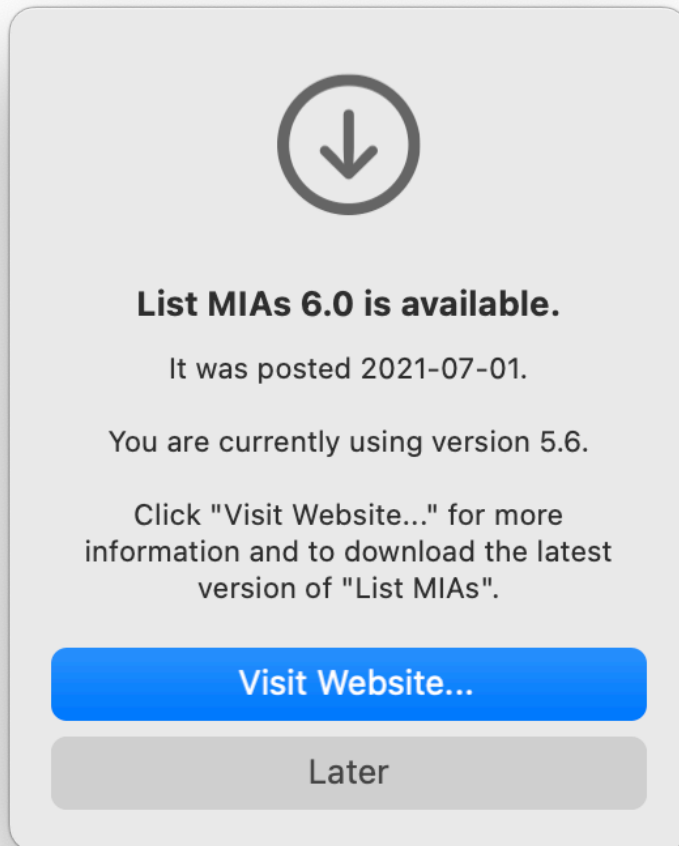 List MIAs 6.0 is available.
It was posted 2021-07-01.
You are currently using version 5.6.
Click "Visit Website..." for more
information and to download the latest
version of "List MIAs".
Visit Website...
Later